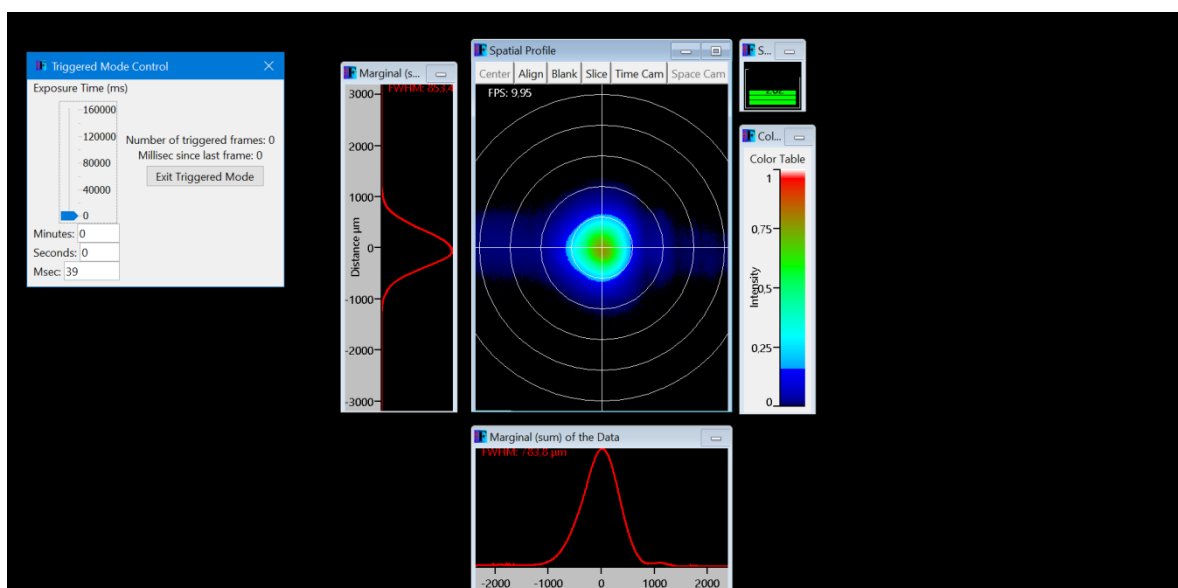 Triggered Mode Control
Exposure Time (ms)
160000
120000
80000
40000
0
Number of triggered frames: 0
Millisec since last frame: 0
Exit Triggered Mode
Minutes: 0
Seconds: 0
Msec: 39
Marginal (s...
FWHM: 853,4
3000
2000
1000
0
-1000
-2000
-3000
Distance µm
Spatial Profile
Center Align Blank Slice Time Cam Space Cam
FPS: 9,95
S...
Col...
Color Table
1
0,75
0,5
0,25
0
Intensity
Marginal (sum) of the Data
FWHM: 783,8 µm
-2000 -1000 0 1000 2000